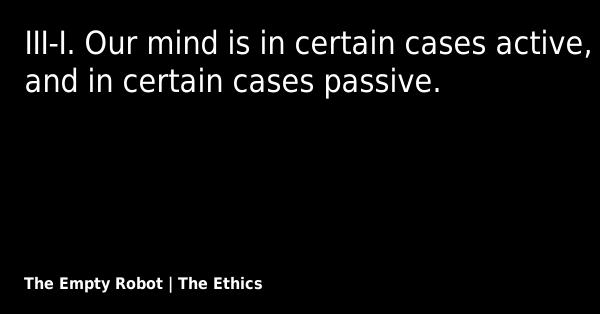 III-I. Our mind is in certain cases active,
and in certain cases passive.
The Empty Robot | The Ethics